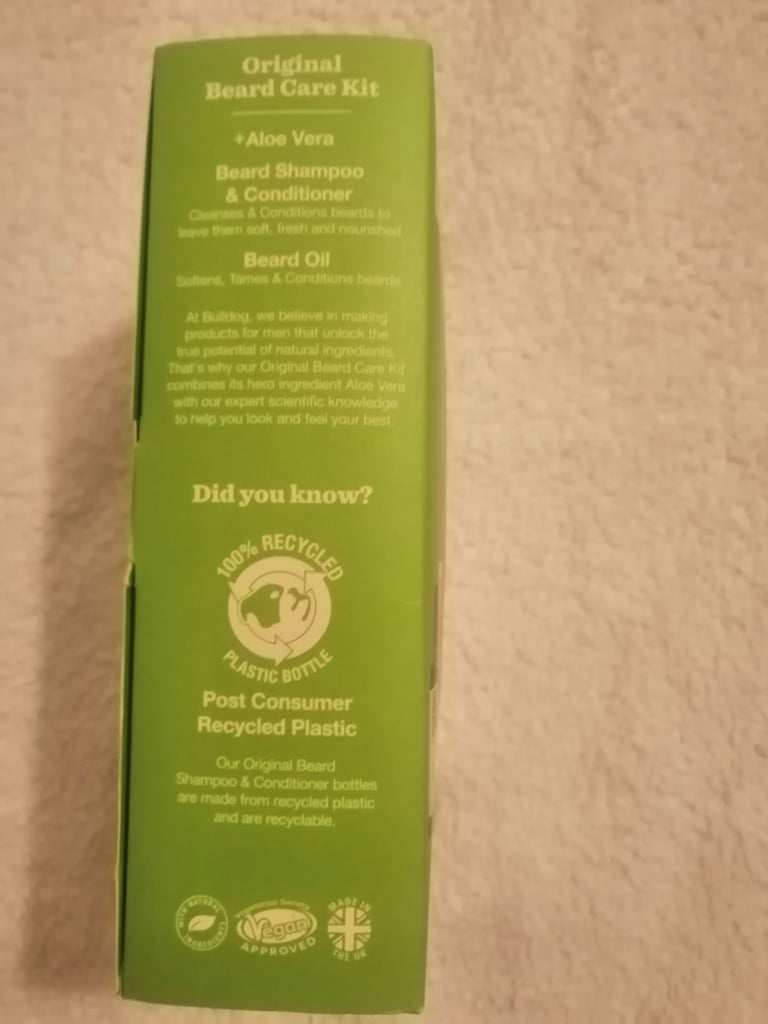 Original
Beard Care Kit
+Aloe Vera
Beard Shampoo
& Conditioner
Cleanses & Conditions beards to
leave them soft, fresh and nourished
Beard Oil
Softens, Tames & Conditions beards
At Bulldog, we believe in making
products for men that unlock the
true potential of natural ingredients.
That's why our Original Beard Care Kit
combines its hero ingredient Aloe Vera
with our expert scientific knowledge
to help you look and feel your best.
Did you know?
100% RECYCLED
PLASTIC BOTTLE
Post Consumer
Recycled Plastic
Our Original Beard
Shampoo & Conditioner bottles
are made from recycled plastic
and are recyclable.
WITH NATURAL
INGREDIENTS
Vegetarian Society
Vegan
APPROVED
MADE IN
THE UK